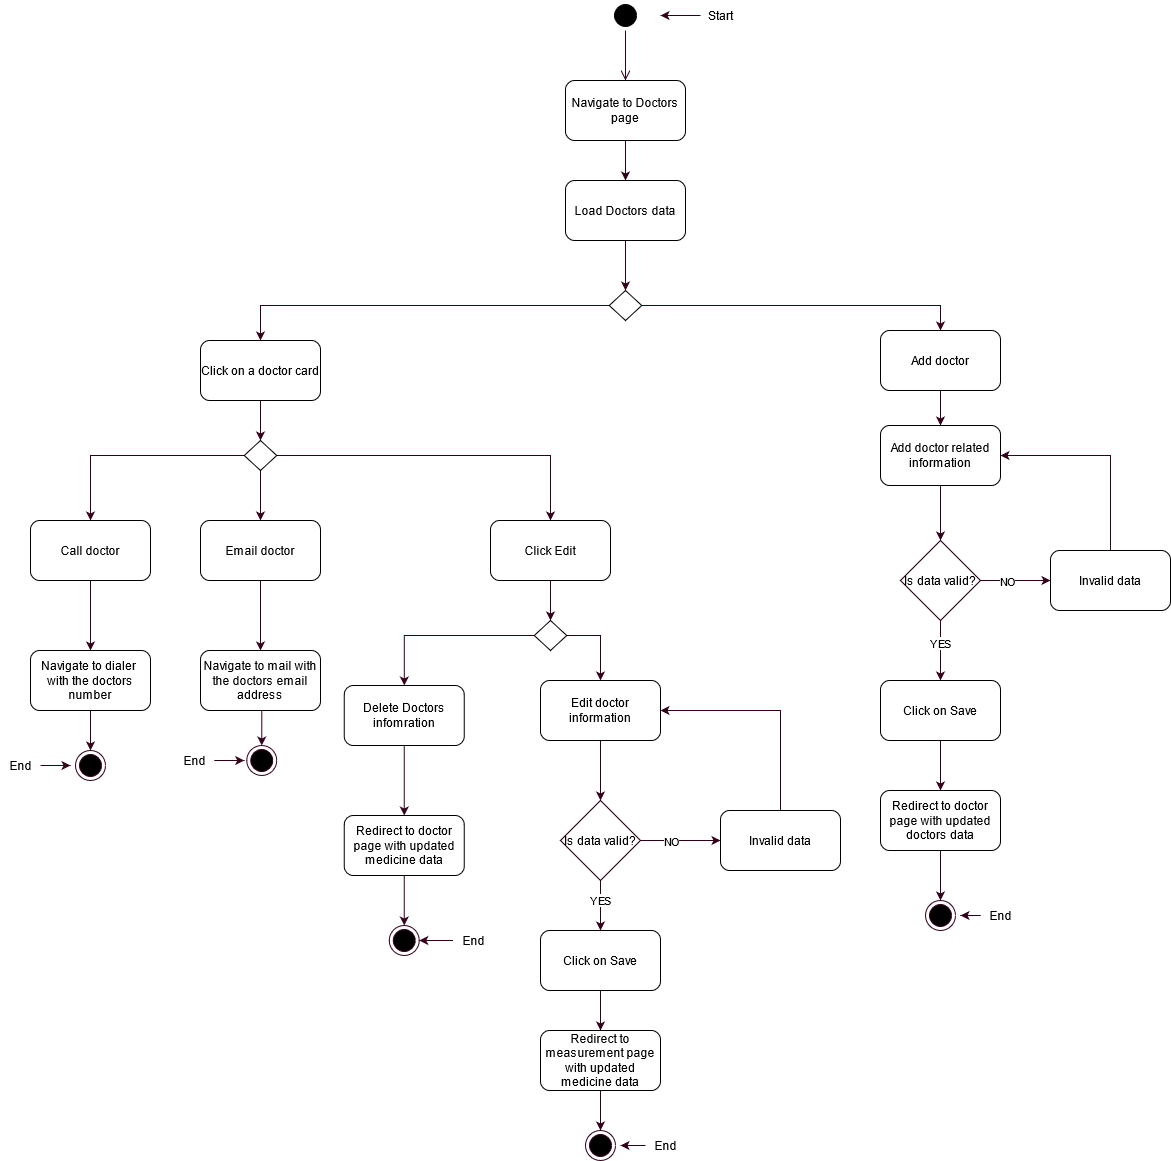 Start
Navigate to Doctors
page
Load Doctors data
Click on a doctor card
Add doctor
Add doctor related
information
Call doctor
Email doctor
Click Edit
Is data valid?
NO
Invalid data
YES
Navigate to dialer
with the doctors
number
Navigate to mail with
the doctors email
address
Delete Doctors
infomration
Edit doctor
information
Click on Save
End
End
Redirect to doctor
page with updated
medicine data
Is data valid?
NO
Invalid data
Redirect to doctor
page with updated
doctors data
YES
End
End
Click on Save
Redirect to
measurement page
with updated
medicine data
End